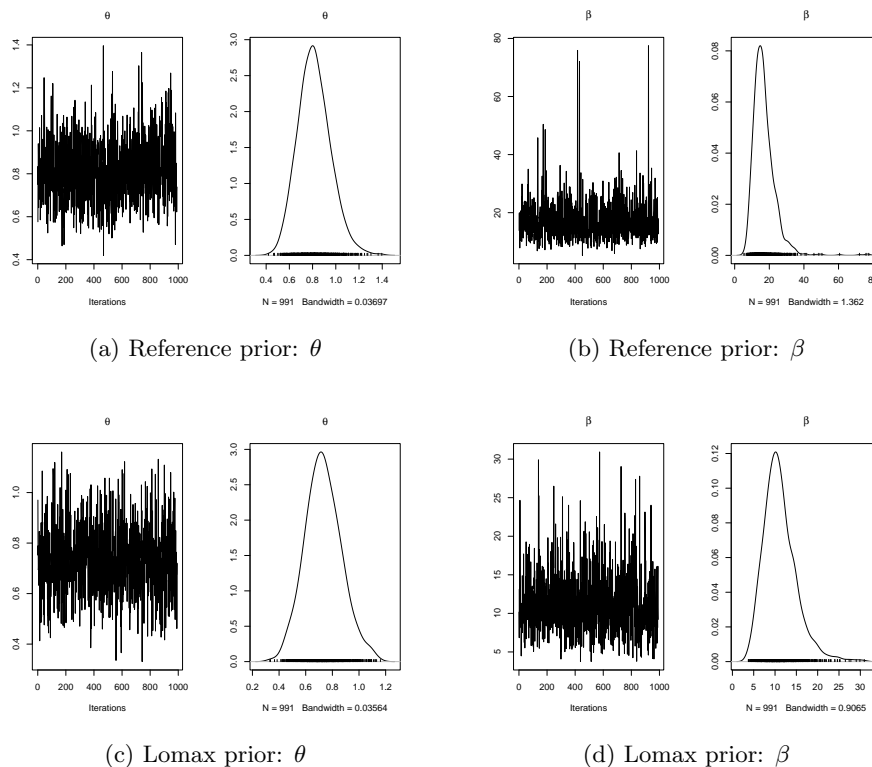 θ
θ
β
β
0.4 0.6 0.8 1.0 1.2 1.4
0 200 400 600 800 1000
Iterations
0.0 0.5 1.0 1.5 2.0 2.5 3.0
0.4 0.6 0.8 1.0 1.2 1.4
N = 991 Bandwidth = 0.03697
20 40 60 80
0 200 400 600 800 1000
Iterations
0.00 0.02 0.04 0.06 0.08
0 20 40 60 80
N = 991 Bandwidth = 1.362
(a) Reference prior: θ
(b) Reference prior: β
θ
θ
β
β
0.4 0.6 0.8 1.0
0 200 400 600 800 1000
Iterations
0.0 0.5 1.0 1.5 2.0 2.5 3.0
0.2 0.4 0.6 0.8 1.0 1.2
N = 991 Bandwidth = 0.03564
5 10 15 20 25 30
0 200 400 600 800 1000
Iterations
0.00 0.02 0.04 0.06 0.08 0.10 0.12
0 5 10 15 20 25 30
N = 991 Bandwidth = 0.9065
(c) Lomax prior: θ
(d) Lomax prior: β